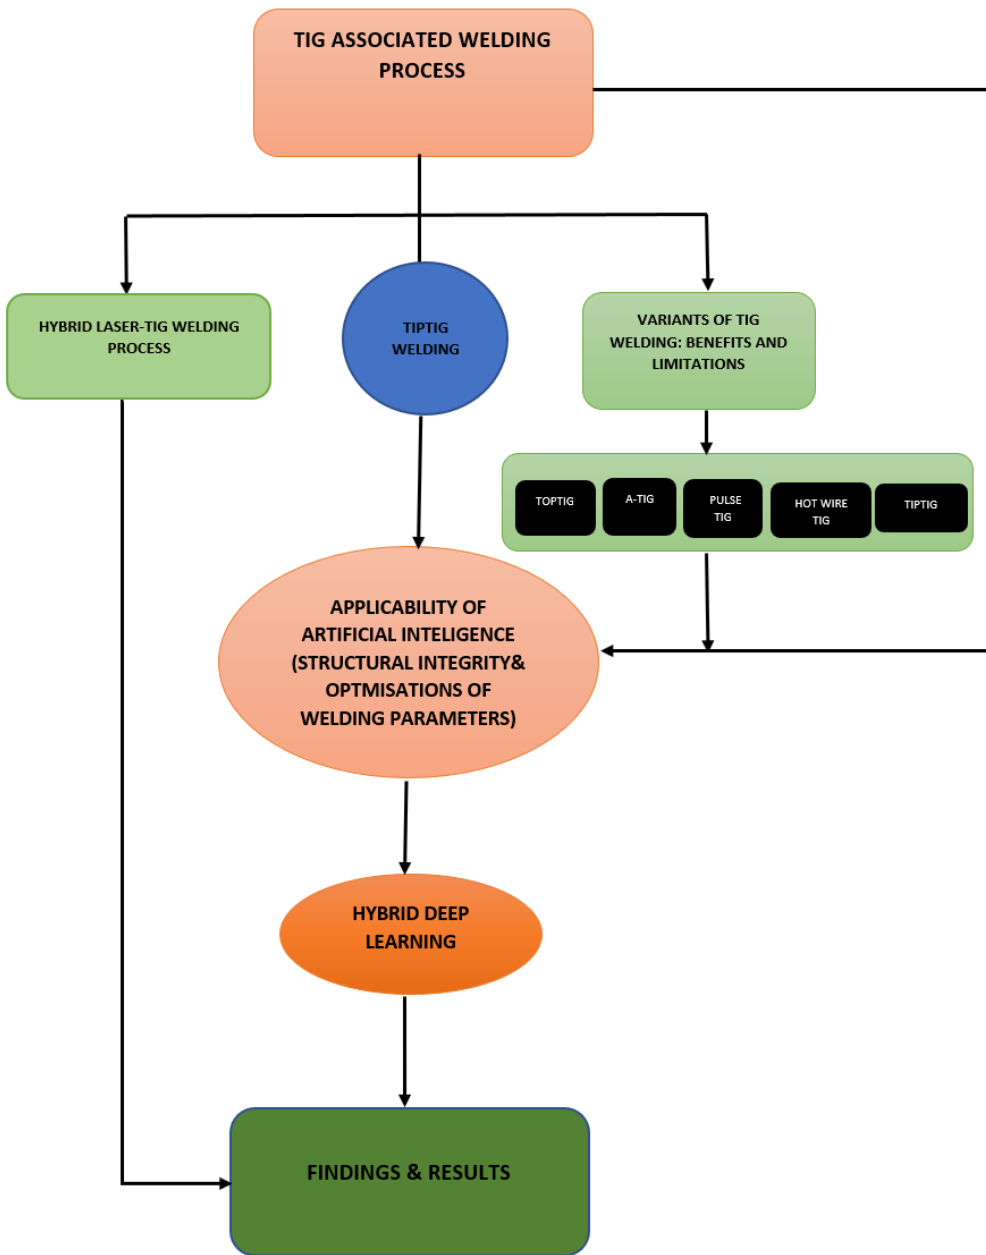 TIG ASSOCIATED WELDING
PROCESS
HYBRID LASER-TIG WELDING
PROCESS
TIPTIG
WELDING
VARIANTS OF TIG
WELDING: BENEFITS AND
LIMITATIONS
TOPTIG
A-TIG
PULSE
TIG
HOT WIRE
TIG
TIPTIG
APPLICABILITY OF
ARTIFICIAL INTELIGENCE
(STRUCTURAL INTEGRITY&
OPTMISATIONS OF
WELDING PARAMETERS)
HYBRID DEEP
LEARNING
FINDINGS & RESULTS